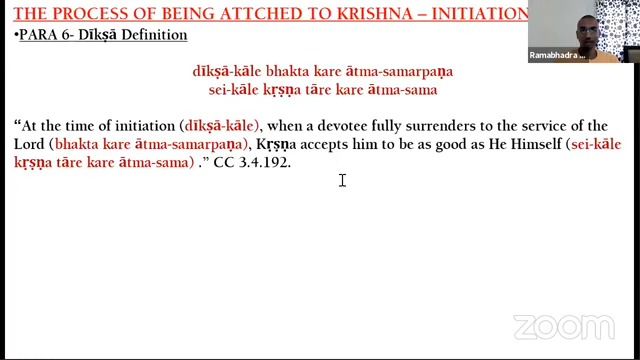 THE PROCESS OF BEING ATTCHED TO KRISHNA – INITIATION
•PARA 6- Dīkṣā Definition
dīkṣā-kāle bhakta kare ātma-samarpaṇa
sei-kāle kṛṣṇa tāre kare ātma-sama
“At the time of initiation (dīkṣā-kāle), when a devotee fully surrenders to the service of the
Lord (bhakta kare ātma-samarpaṇa), Kṛṣṇa accepts him to be as good as He Himself (sei-kāle
kṛṣṇa tāre kare ātma-sama) .” CC 3.4.192.
Ramabhadra
zoom